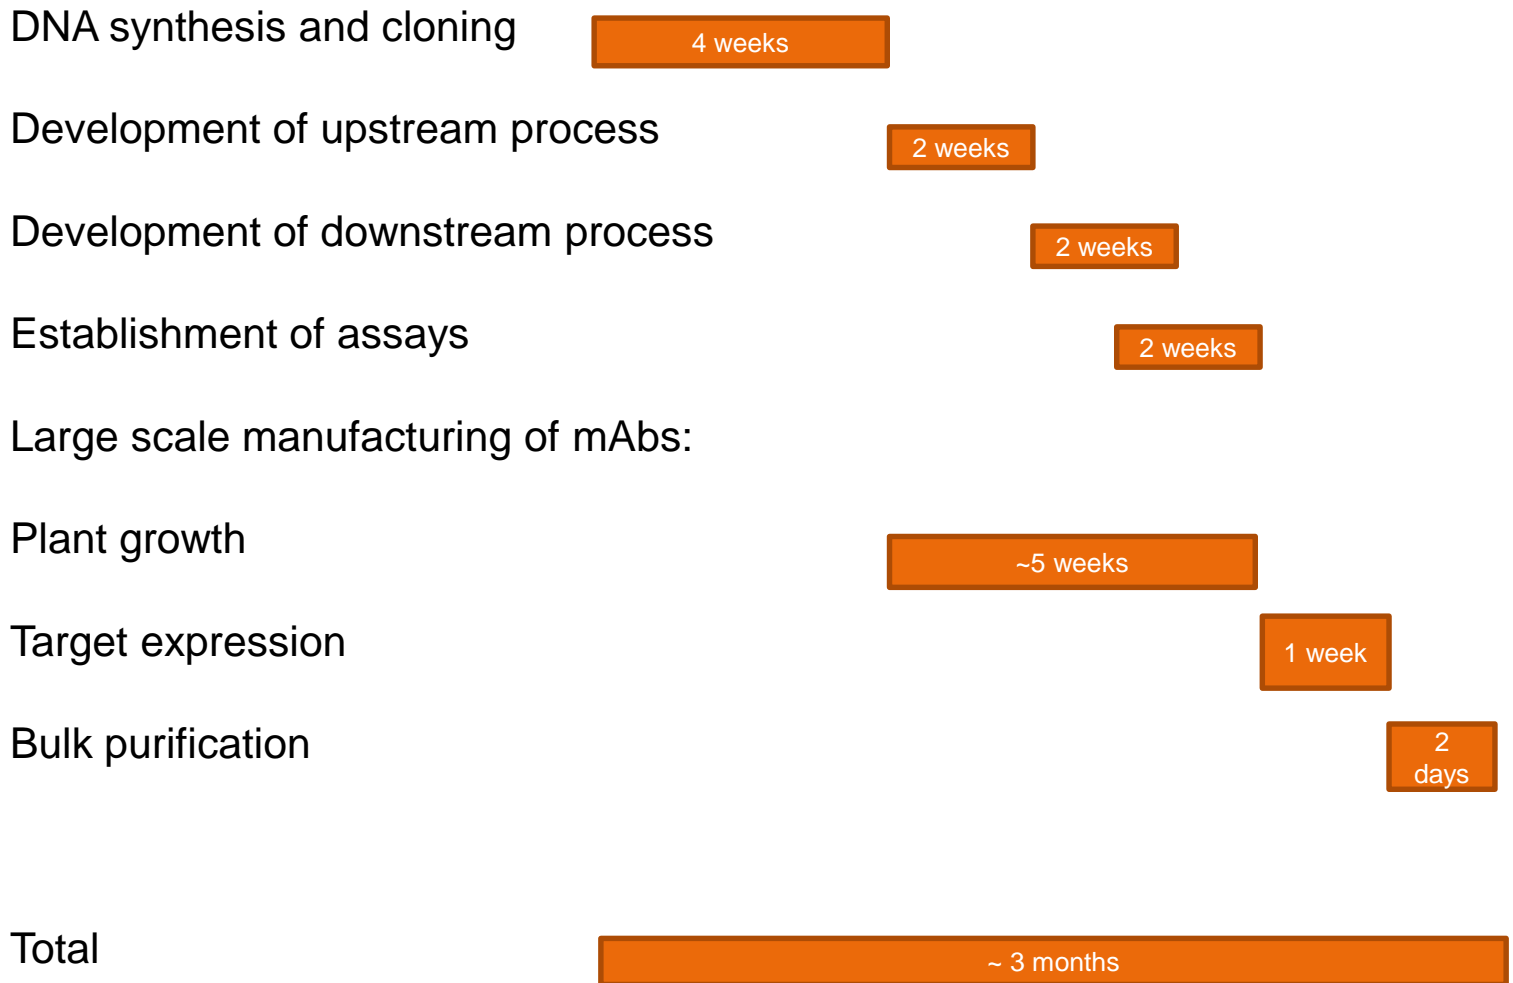 DNA synthesis and cloning
4 weeks
Development of upstream process
2 weeks
Development of downstream process
2 weeks
Establishment of assays
2 weeks
Large scale manufacturing of mAbs:
Plant growth
~5 weeks
Target expression
1 week
Bulk purification
2
days
Total
~ 3 months